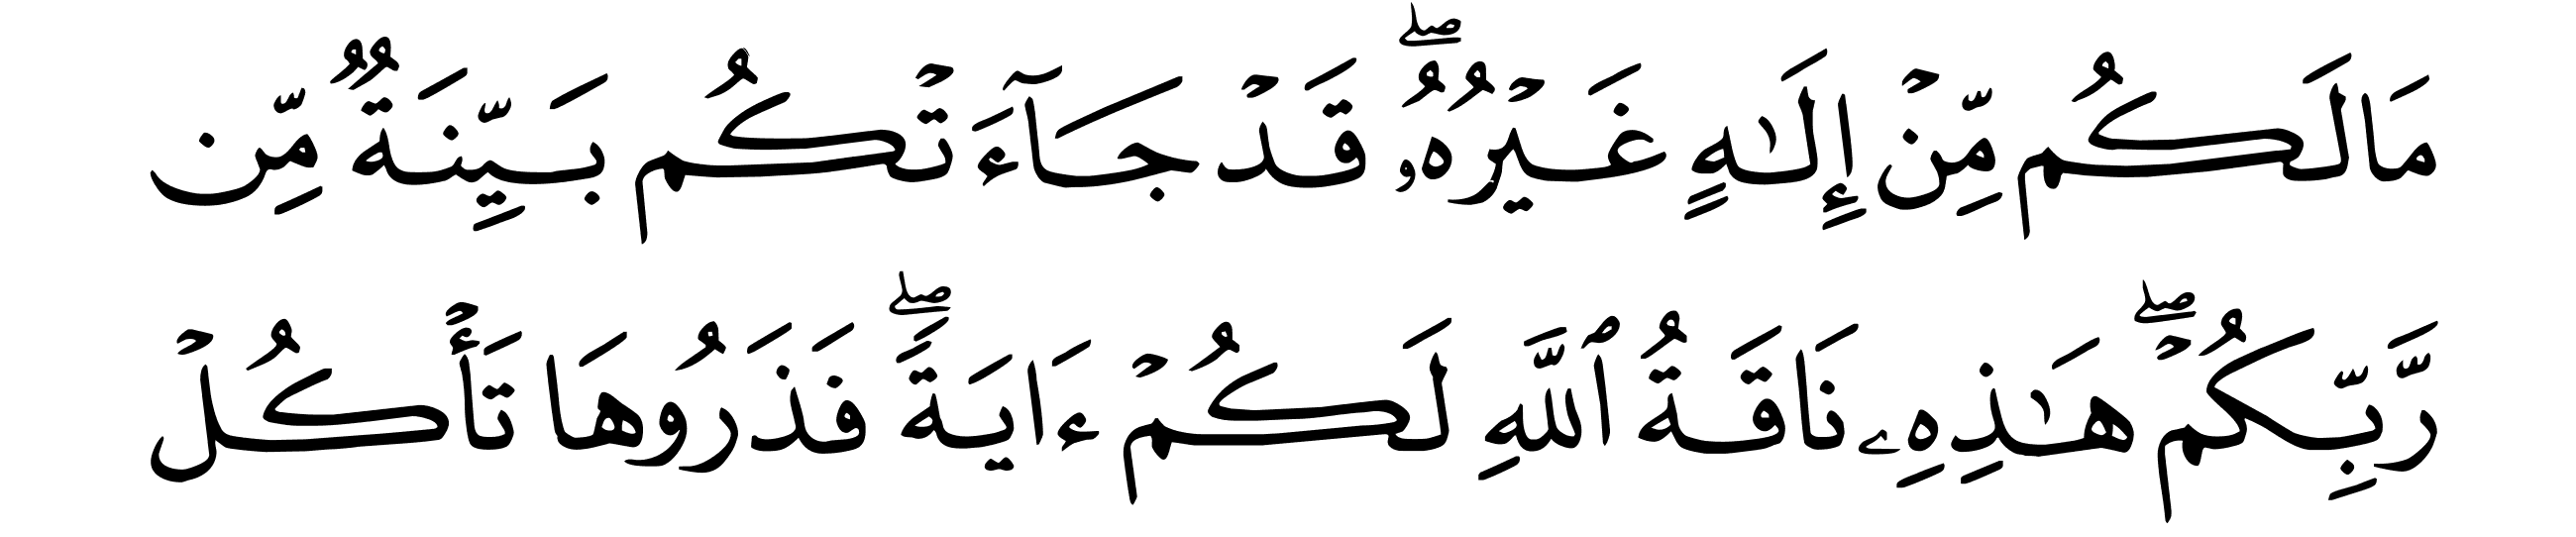 مَا لَكُم مِّنْ إِلَـٰهٍ غَيْرُهُۥ ۖ قَدْ جَآءَتْكُم بَيِّنَةٌ مِّن
رَّبِّكُمْ ۖ هَـٰذِهِۦ نَاقَةُ ٱللَّهِ لَكُمْ ءَايَةً ۖ فَذَرُوهَا تَأْكُلْ